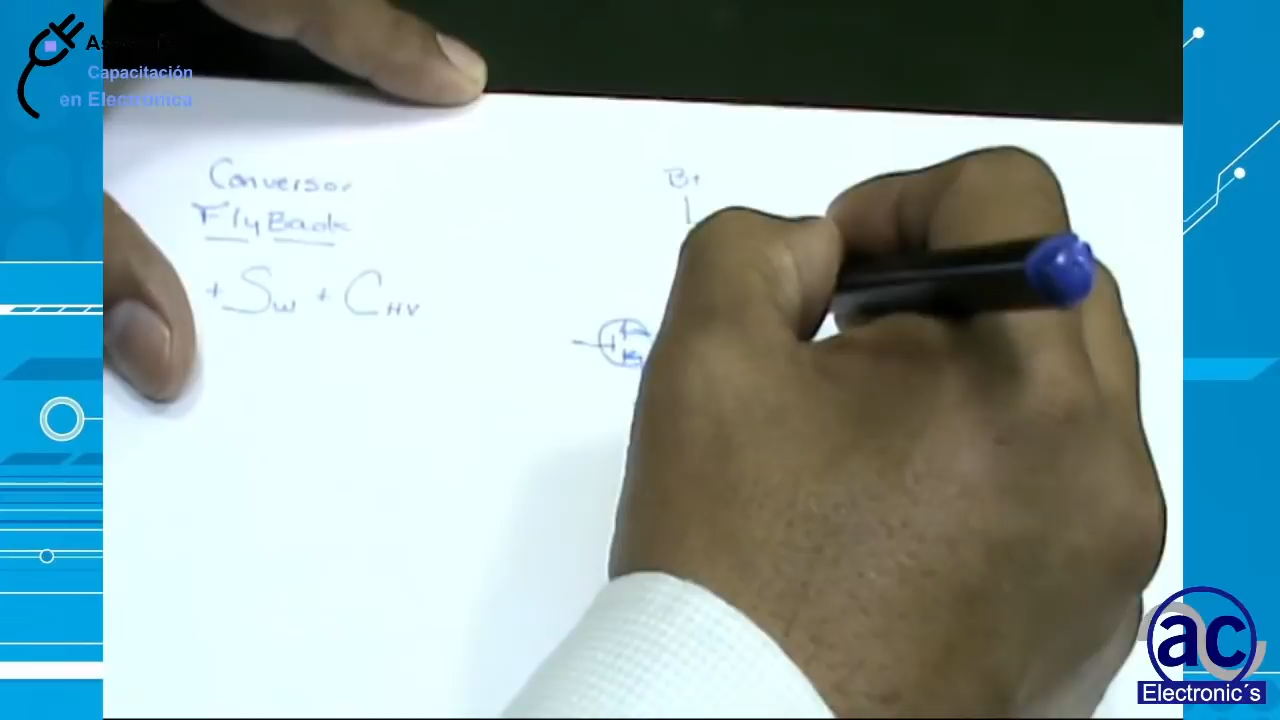 Capacitación
en Electrónica
Conversor
FlyBack
+ Sw + CHV
B+
ac
Electronic´s